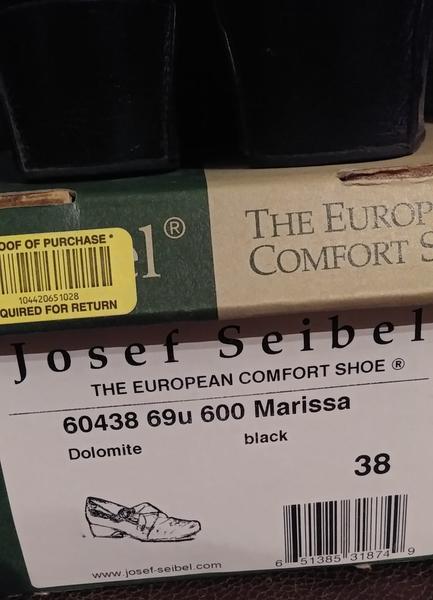 OOF OF PURCHASE*
104420651028
QUIRED FOR RETURN
el®
THE EUROP
COMFORT S
Josef Seibel
THE EUROPEAN COMFORT SHOE ®
60438 69u 600 Marissa
Dolomite black
38
www.josef-seibel.com
6 51385 31874 9